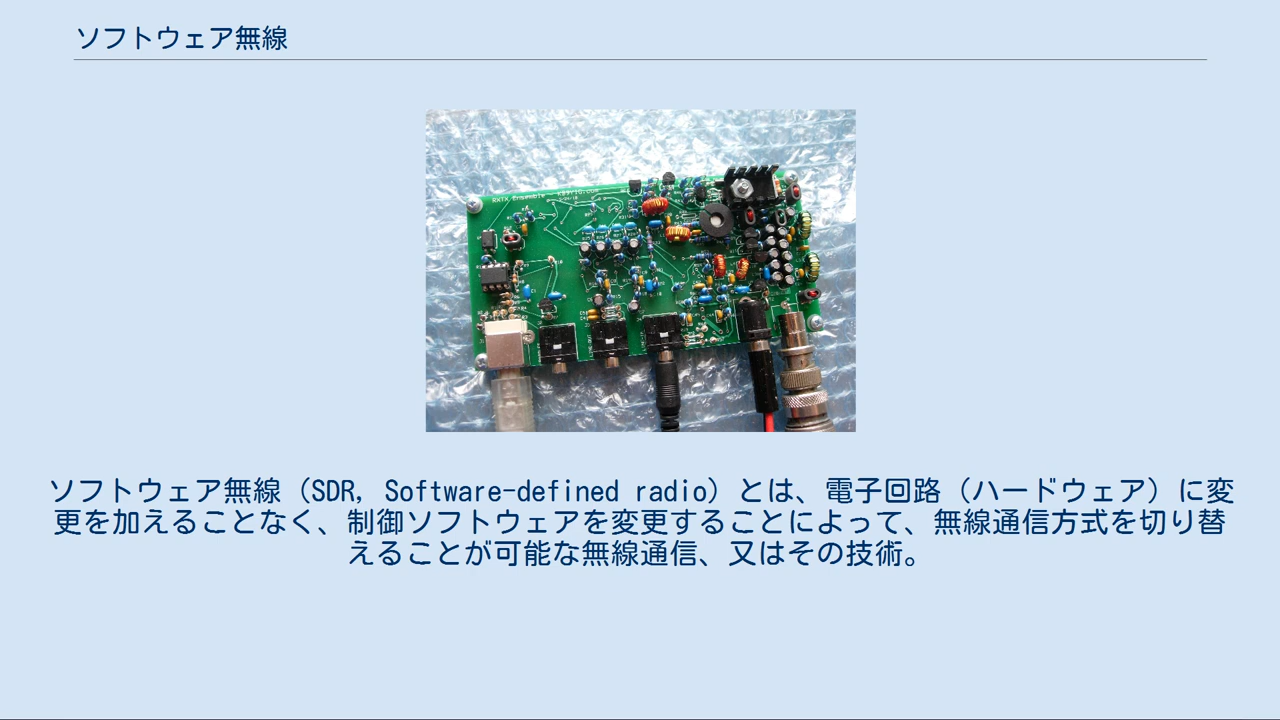 ソフトウェア無線
RXTX Ensemble - KB9YIG.com
ソフトウェア無線（SDR, Software-defined radio）とは、電子回路（ハードウェア）に変
更を加えることなく、制御ソフトウェアを変更することによって、無線通信方式を切り替
えることが可能な無線通信、又はその技術。